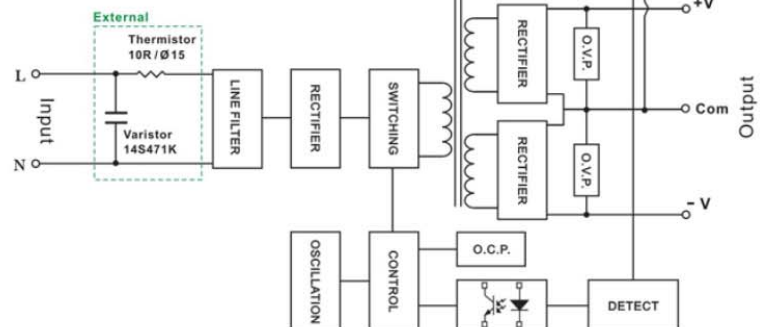 External
Thermistor
10R/Ø15
L
Input
Varistor
14S471K
N
LINE FILTER
RECTIFIER
SWITCHING
RECTIFIER
RECTIFIER
O.V.P.
O.V.P.
+V
Com
- V
Output
OSCILLATION
CONTROL
O.C.P.
DETECT